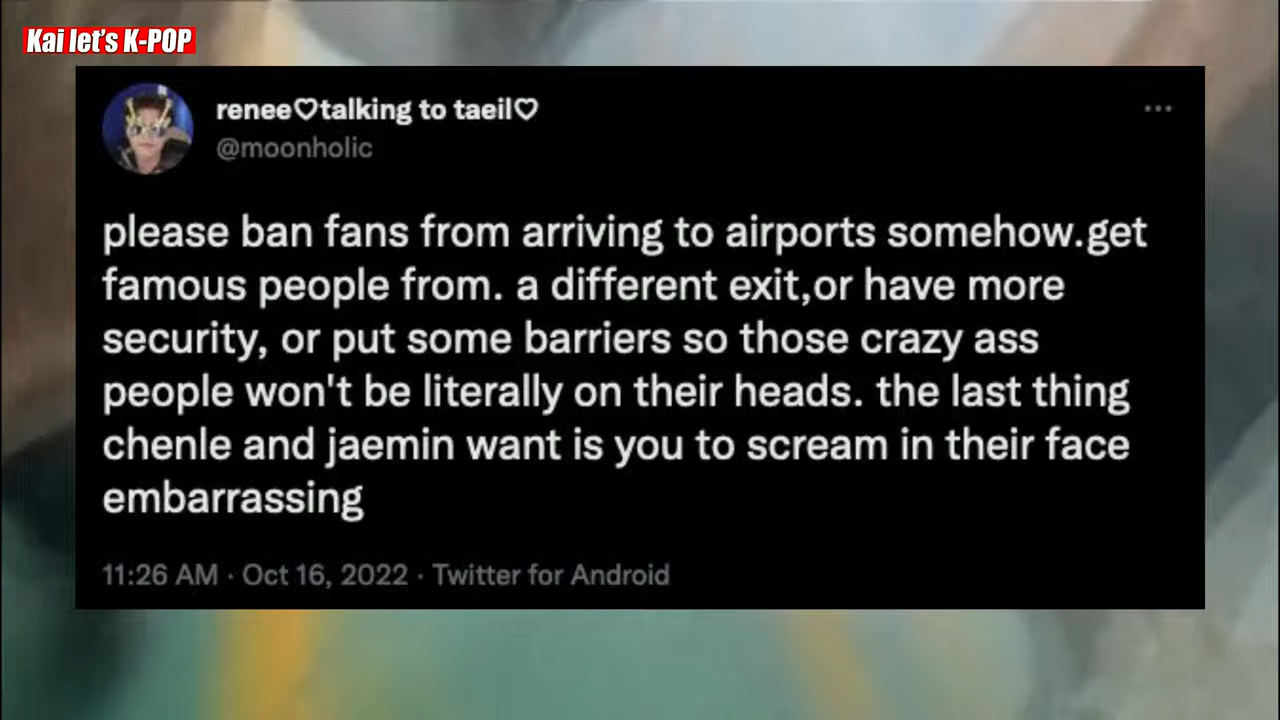 Kai let's K-POP
renee♡talking to taeil♡
@moonholic
please ban fans from arriving to airports somehow.get
famous people from. a different exit,or have more
security, or put some barriers so those crazy ass
people won't be literally on their heads. the last thing
chenle and jaemin want is you to scream in their face
embarrassing
11:26 AM · Oct 16, 2022 · Twitter for Android